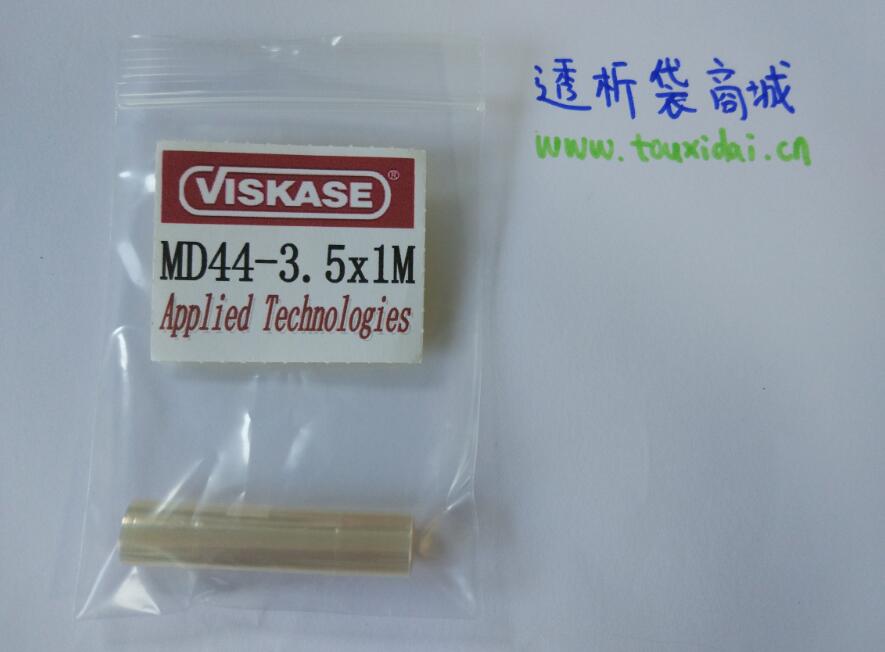 VISKASE®
MD44-3.5x1M
Applied Technologies
透析袋商城
www.touxidai.cn